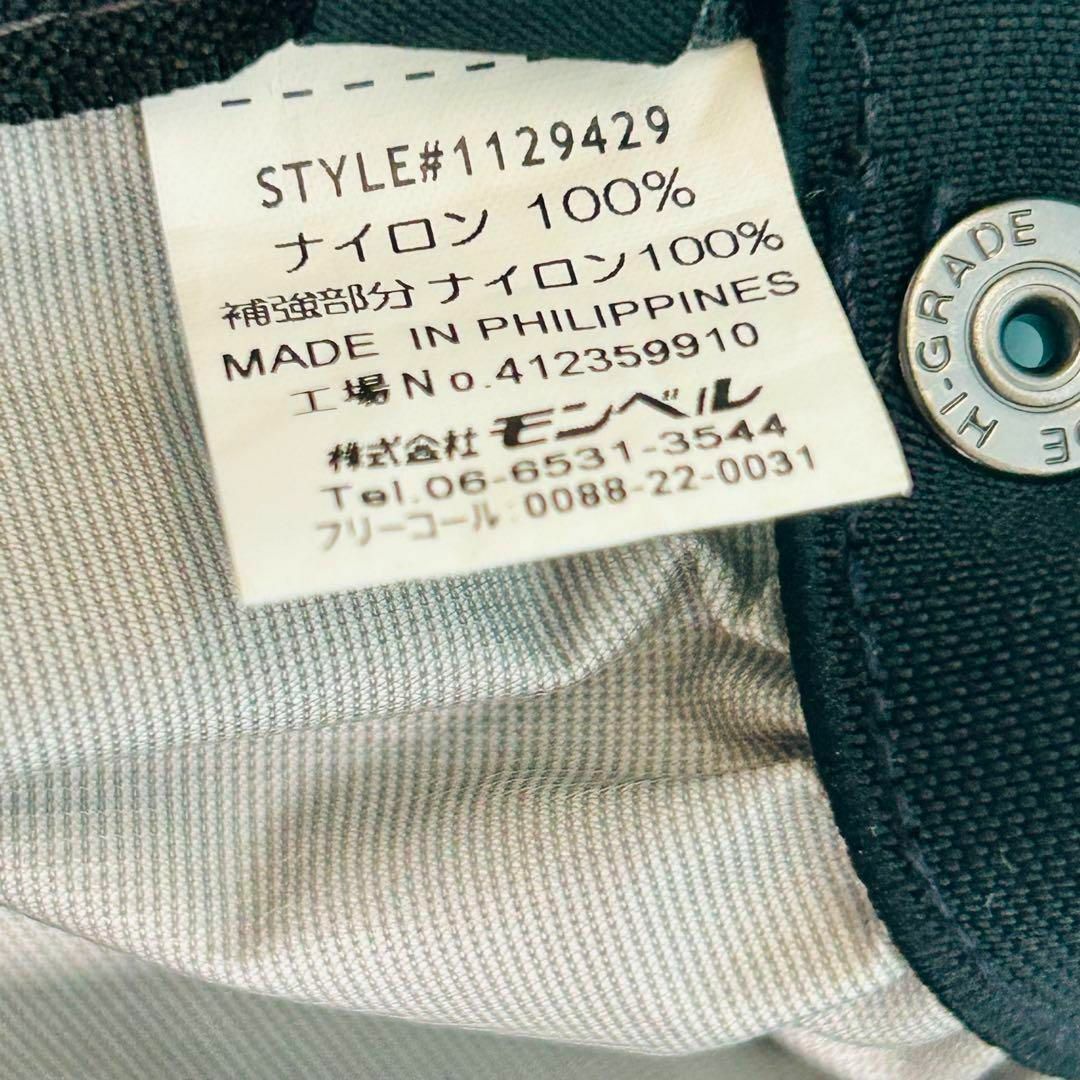 STYLE#1129429
ナイロン 100%
補強部分 ナイロン100%
MADE IN PHILIPPINES
工場No.412359910
株式会社 モンベル
Tel.06-6531-3544
フリーコール:0088-22-0031
HI-GRADE
HI
DE